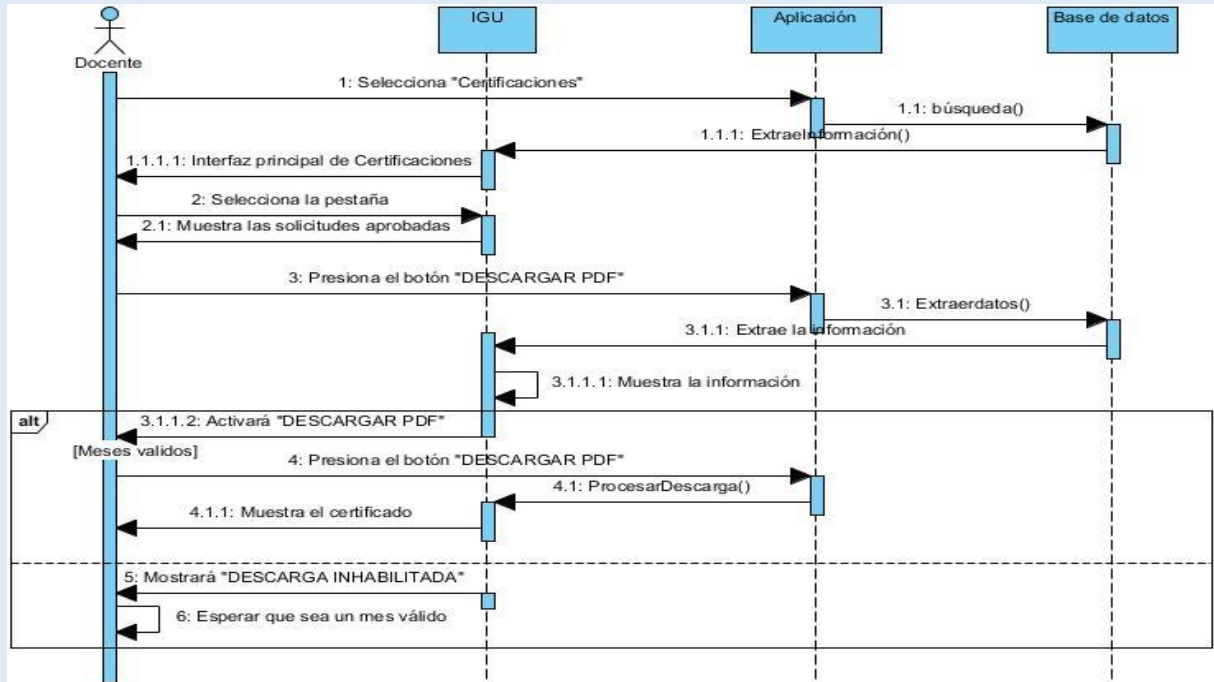 IGU
Aplicación
Base de datos
Docente
1: Selecciona "Certificaciones"
1.1: búsqueda()
1.1.1: ExtraeInformación()
1.1.1.1: Interfaz principal de Certificaciones
2: Selecciona la pestaña
2.1: Muestra las solicitudes aprobadas
3: Presiona el botón "DESCARGAR PDF"
3.1: Extraerdatos()
3.1.1: Extrae la información
3.1.1.1: Muestra la información
alt
3.1.1.2: Activará "DESCARGAR PDF"
[Meses validos]
4: Presiona el botón "DESCARGAR PDF"
4.1: ProcesarDescarga()
4.1.1: Muestra el certificado
5: Mostrará "DESCARGA INHABILITADA"
6: Esperar que sea un mes válido